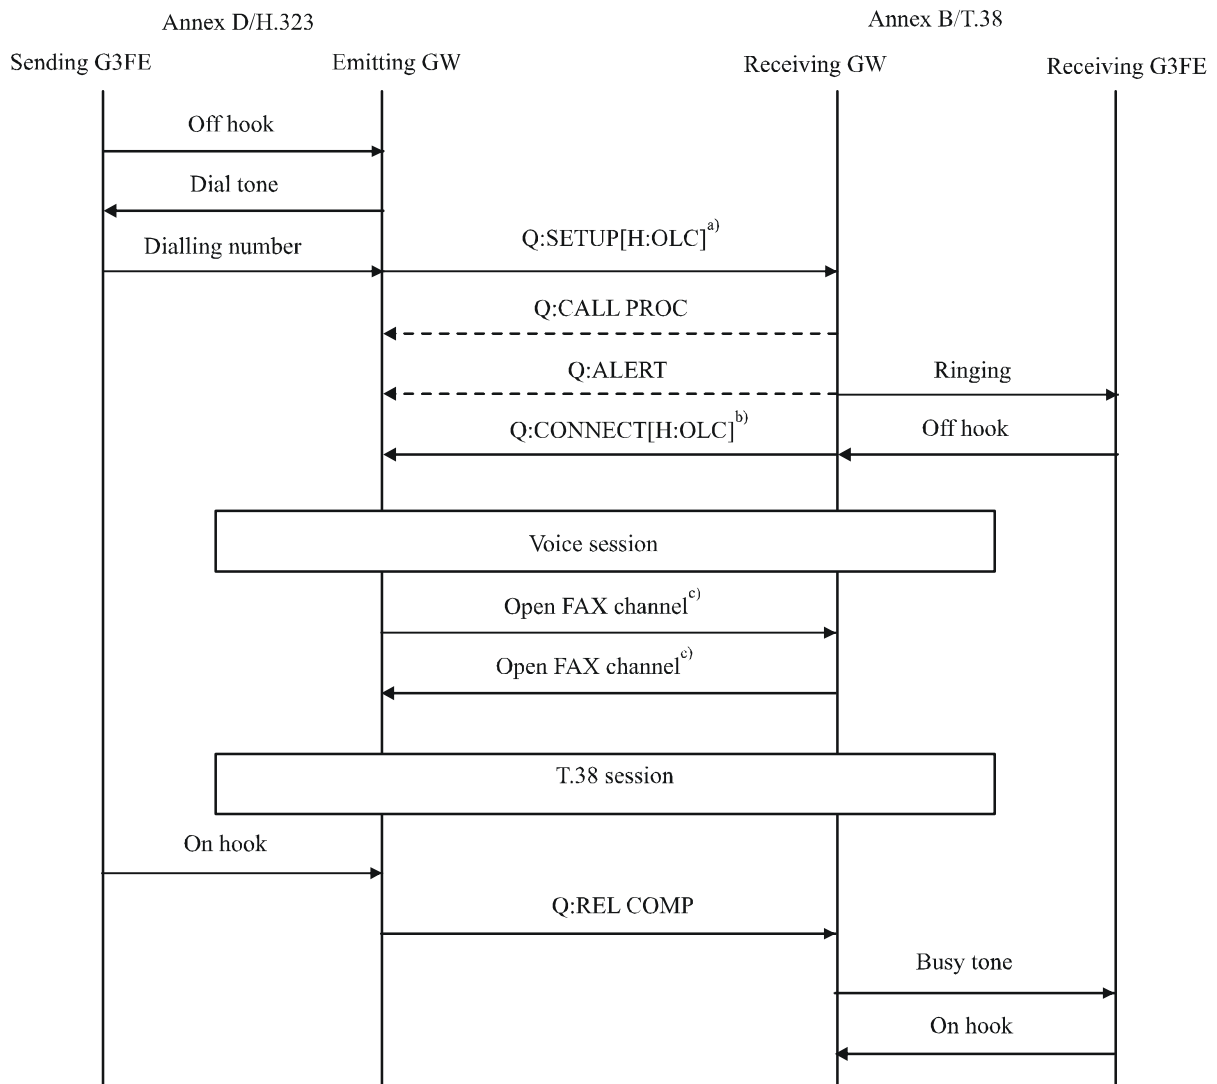 Annex D/H.323
Annex B/T.38
Sending G3FE
Emitting GW
Receiving GW
Receiving G3FE
Off hook
Dial tone
Dialling number
Q:SETUP[H:OLC]a)
Q:CALL PROC
Q:ALERT
Ringing
Q:CONNECT[H:OLC]b)
Off hook
Voice session
Open FAX channelc)
Open FAX channelc)
T.38 session
On hook
Q:REL COMP
Busy tone
On hook